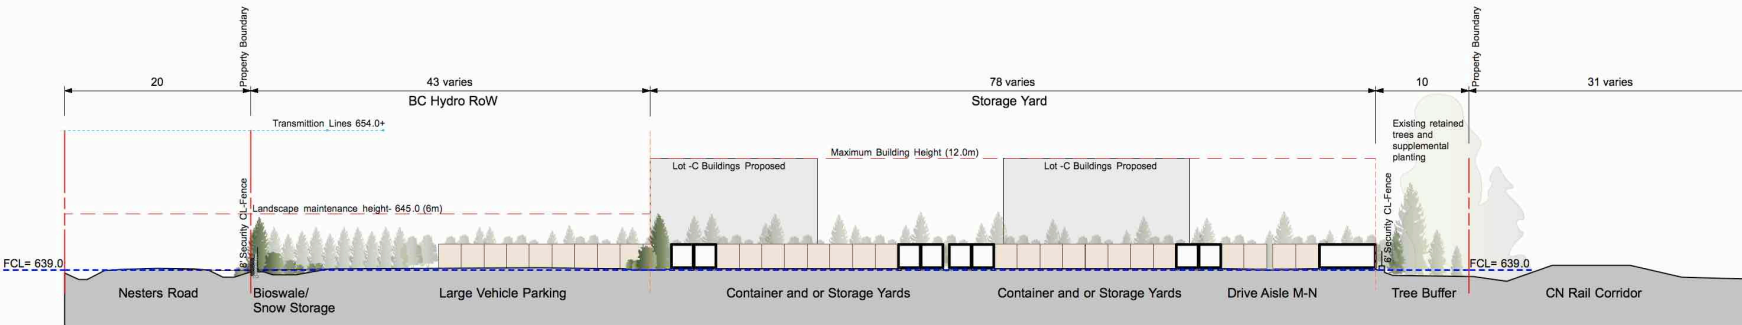 Property Boundary
Property Boundary
20
43 varies
78 varies
10
31 varies
BC Hydro RoW
Storage Yard
Transmittion Lines 654.0+
Existing retained
trees and
supplemental
planting
Maximum Building Height (12.0m)
Lot -C Buildings Proposed
Lot -C Buildings Proposed
Landscape maintenance height- 645.0 (6m)
Security CL-Fence
6' Security CL-Fence
FCL= 639.0
FCL= 639.0
Nesters Road
Bioswale/
Snow Storage
Large Vehicle Parking
Container and or Storage Yards
Container and or Storage Yards
Drive Aisle M-N
Tree Buffer
CN Rail Corridor